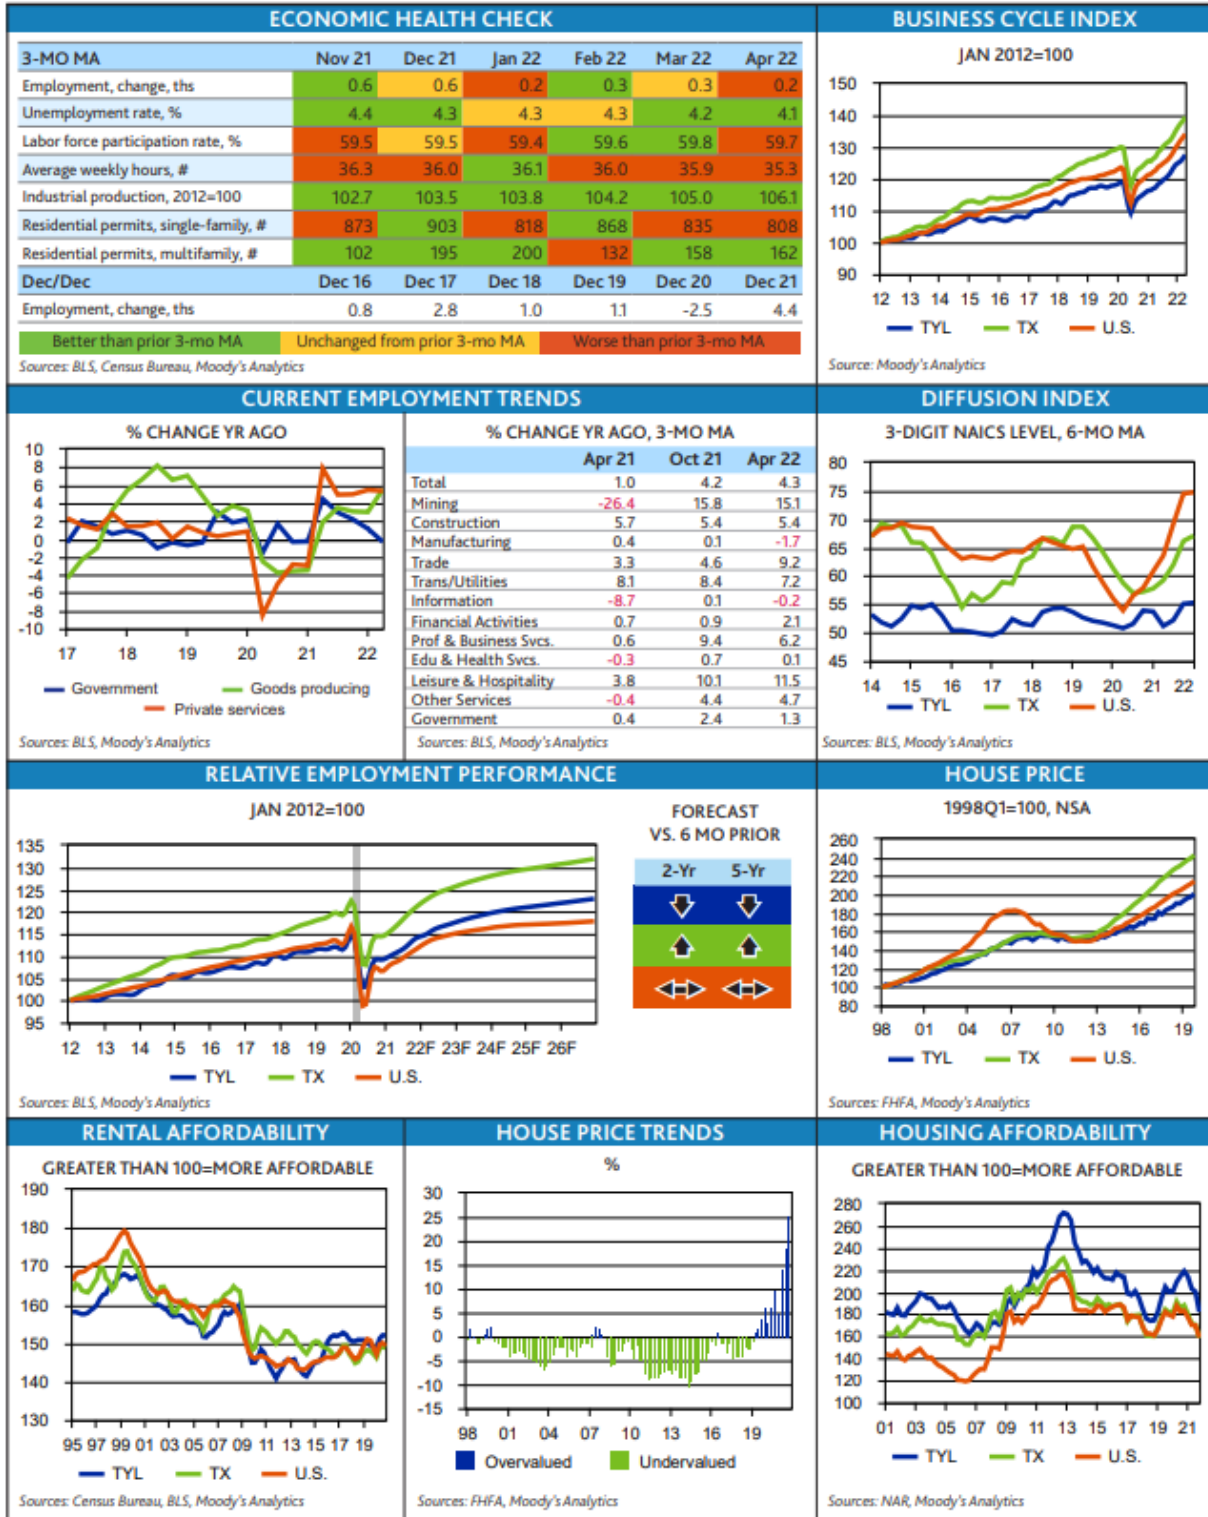 ECONOMIC HEALTH CHECK
3-MO MA Nov 21 Dec 21 Jan 22 Feb 22 Mar 22 Apr 22
Employment, change, ths 0.6 0.6 0.2 0.3 0.3 0.2
Unemployment rate, % 4.4 4.3 4.3 4.3 4.2 4.1
Labor force participation rate, % 59.5 59.5 59.4 59.6 59.8 59.7
Average weekly hours, # 36.3 36.0 36.1 36.0 35.9 35.3
Industrial production, 2012=100 102.7 103.5 103.8 104.2 105.0 106.1
Residential permits, single-family, # 873 903 818 868 835 808
Residential permits, multifamily, # 102 195 200 132 158 162
Dec/Dec Dec 16 Dec 17 Dec 18 Dec 19 Dec 20 Dec 21
Employment, change, ths 0.8 2.8 1.0 1.1 -2.5 4.4
Better than prior 3-mo MA Unchanged from prior 3-mo MA Worse than prior 3-mo MA
Sources: BLS, Census Bureau, Moody's Analytics
BUSINESS CYCLE INDEX
JAN 2012=100
150
140
130
120
110
100
90
12 13 14 15 16 17 18 19 20 21 22
TYL TX U.S.
Source: Moody's Analytics
CURRENT EMPLOYMENT TRENDS
% CHANGE YR AGO
10
8
6
4
2
0
-2
-4
-6
-8
-10
17 18 19 20 21 22
Government Goods producing
Private services
Sources: BLS, Moody's Analytics
% CHANGE YR AGO, 3-MO MA
Apr 21 Oct 21 Apr 22
Total 1.0 4.2 4.3
Mining -26.4 15.8 15.1
Construction 5.7 5.4 5.4
Manufacturing 0.4 0.1 -1.7
Trade 3.3 4.6 9.2
Trans/Utilities 8.1 8.4 7.2
Information -8.7 0.1 -0.2
Financial Activities 0.7 0.9 2.1
Prof & Business Svcs. 0.6 9.4 6.2
Edu & Health Svcs. -0.3 0.7 0.1
Leisure & Hospitality 3.8 10.1 11.5
Other Services -0.4 4.4 4.7
Government 0.4 2.4 1.3
Sources: BLS, Moody's Analytics
DIFFUSION INDEX
3-DIGIT NAICS LEVEL, 6-MO MA
80
75
70
65
60
55
50
45
14 15 16 17 18 19 20 21 22
TYL TX U.S.
Sources: BLS, Moody's Analytics
RELATIVE EMPLOYMENT PERFORMANCE
JAN 2012=100
135
130
125
120
115
110
105
100
95
12 13 14 15 16 17 18 19 20 21 22F 23F 24F 25F 26F
TYL TX U.S.
Sources: BLS, Moody's Analytics
FORECAST
VS. 6 MO PRIOR
2-Yr 5-Yr
HOUSE PRICE
1998Q1=100, NSA
260
240
220
200
180
160
140
120
100
80
98 01 04 07 10 13 16 19
TYL TX U.S.
Sources: FHFA, Moody's Analytics
RENTAL AFFORDABILITY
GREATER THAN 100=MORE AFFORDABLE
190
180
170
160
150
140
130
95 97 99 01 03 05 07 09 11 13 15 17 19
TYL TX U.S.
Sources: Census Bureau, BLS, Moody's Analytics
HOUSE PRICE TRENDS
%
30
25
20
15
10
5
0
-5
-10
-15
98 01 04 07 10 13 16 19
Overvalued Undervalued
Sources: FHFA, Moody's Analytics
HOUSING AFFORDABILITY
GREATER THAN 100=MORE AFFORDABLE
280
260
240
220
200
180
160
140
120
100
01 03 05 07 09 11 13 15 17 19 21
TYL TX U.S.
Sources: NAR, Moody's Analytics